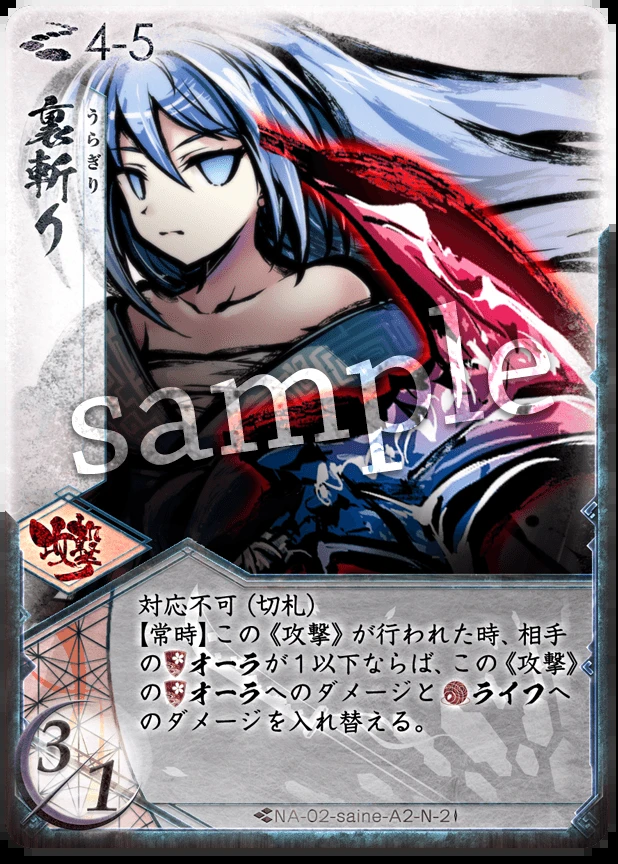 4-5
裏斬り
うらぎり
sample
攻撃
対応不可（切札）
【常時】この《攻撃》が行われた時、相手
のオーラが１以下ならば、この《攻撃》
のオーラへのダメージとライフへ
のダメージを入れ替える。
3/1
NA-02-saine-A2-N-2